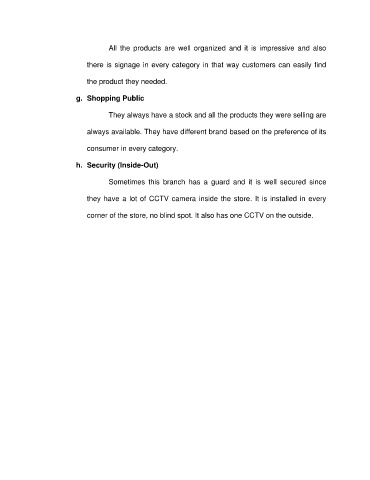 All the products are well organized and it is impressive and also
there is signage in every category in that way customers can easily find
the product they needed.
g. Shopping Public
They always have a stock and all the products they were selling are
always available. They have different brand based on the preference of its
consumer in every category.
h. Security (Inside-Out)
Sometimes this branch has a guard and it is well secured since
they have a lot of CCTV camera inside the store. It is installed in every
corner of the store, no blind spot. It also has one CCTV on the outside.